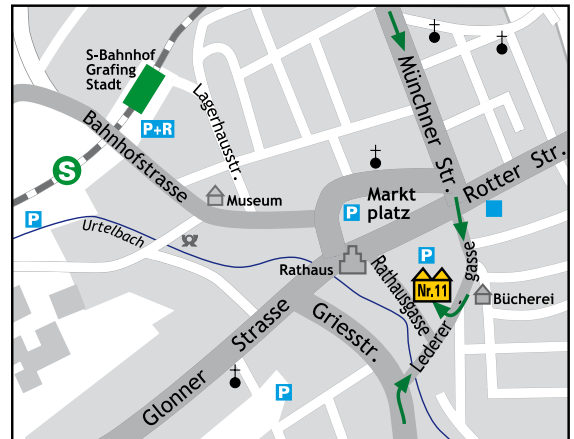 S-Bahnhof
Grafing
Stadt
Münchner Str.
Lagerhausstr.
P+R
Bahnhofstrasse
S
Rotter Str.
Markt
platz
Museum
P
P
Urtelbach
Rathaus
P
gasse
Nr.11
Rathausgasse
Bücherei
Glonner Strasse
Griesstr.
Lederer
P